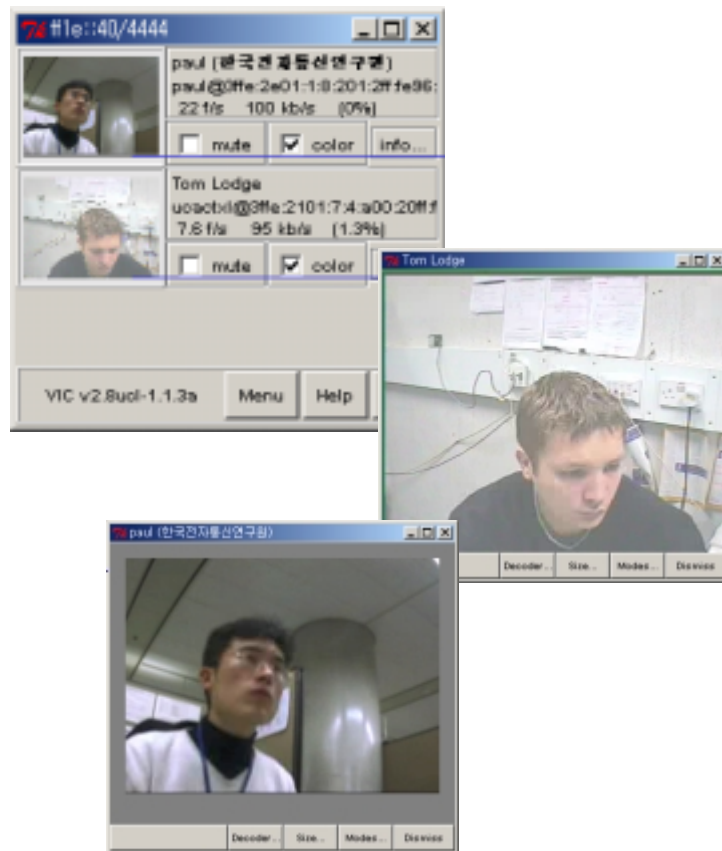 ff1e::40/4444
paul (한국전자통신연구원)
paul@3ffe:2e01:1:8:201:2ff:fe96:
22 f/s 100 kb/s (0%)
mute color info...
Tom Lodge
ucactxl@3ffe:2101:7:4:a00:20ff:f
7.6 f/s 95 kb/s (1.3%)
mute color
VIC v2.8ucl-1.1.3a Menu Help
Tom Lodge
Decoder... Size... Modes... Dismiss
paul (한국전자통신연구원)
Decoder... Size... Modes... Dismiss